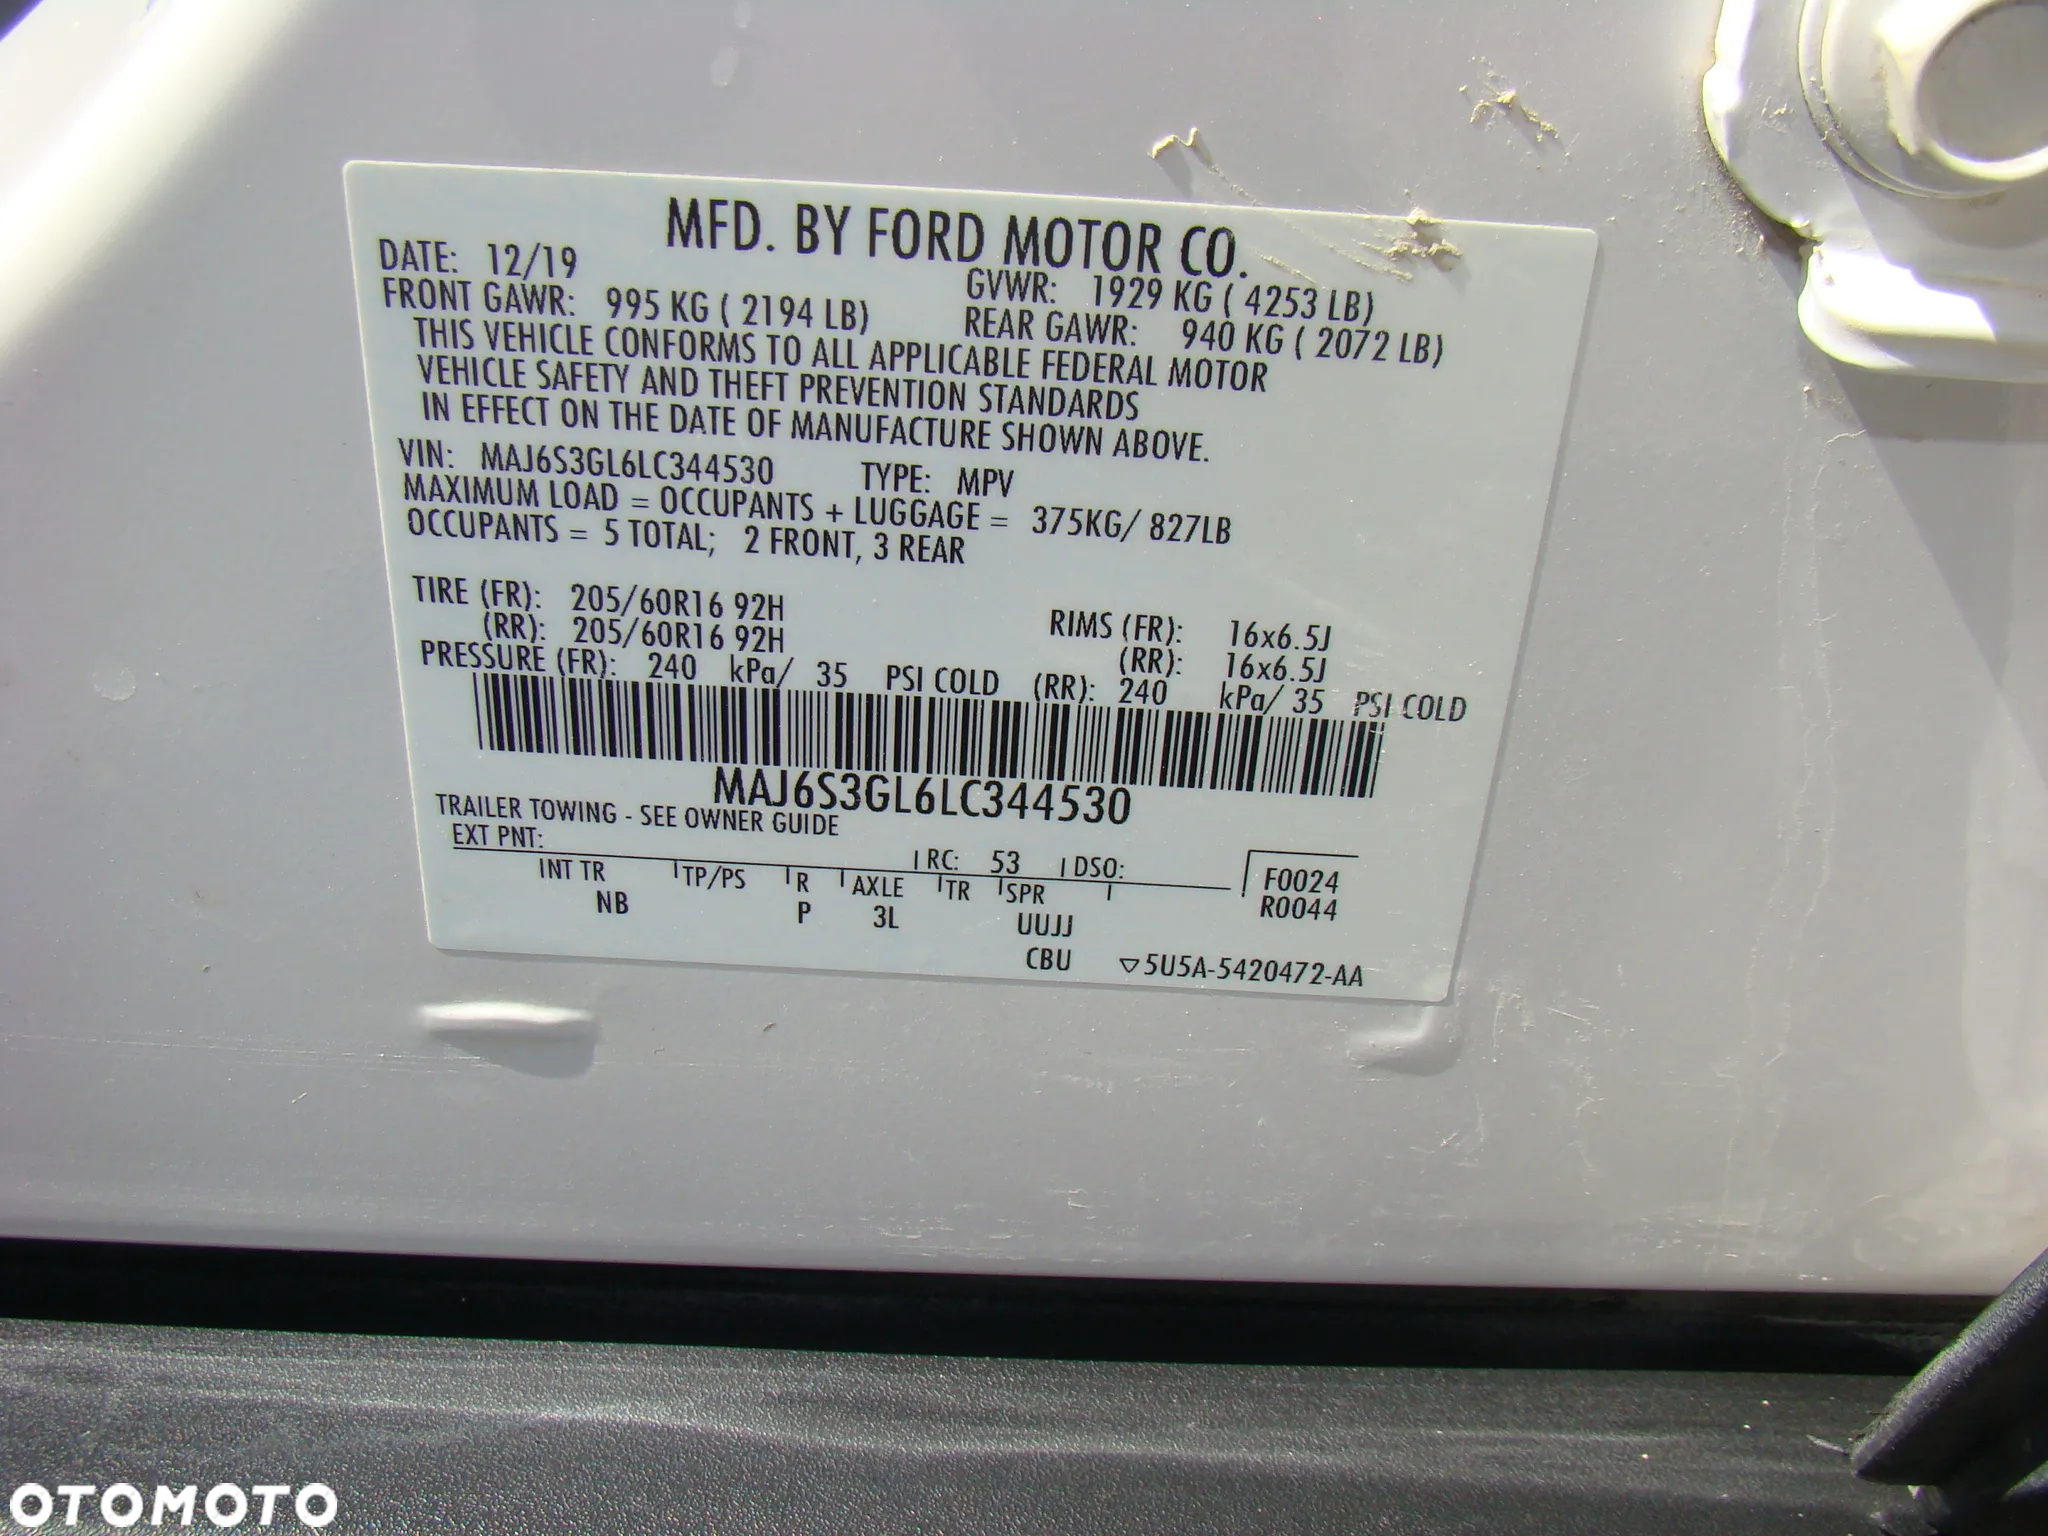 MFD. BY FORD MOTOR CO.
DATE: 12/19 GVWR: 1929 KG ( 4253 LB)
FRONT GAWR: 995 KG ( 2194 LB) REAR GAWR: 940 KG ( 2072 LB)
THIS VEHICLE CONFORMS TO ALL APPLICABLE FEDERAL MOTOR
VEHICLE SAFETY AND THEFT PREVENTION STANDARDS
IN EFFECT ON THE DATE OF MANUFACTURE SHOWN ABOVE.
VIN: MAJ6S3GL6LC344530 TYPE: MPV
MAXIMUM LOAD = OCCUPANTS + LUGGAGE = 375KG/ 827LB
OCCUPANTS = 5 TOTAL; 2 FRONT, 3 REAR
TIRE (FR): 205/60R16 92H RIMS (FR): 16x6.5J
(RR): 205/60R16 92H (RR): 16x6.5J
PRESSURE (FR): 240 kPa/ 35 PSI COLD (RR): 240 kPa/ 35 PSI COLD
MAJ6S3GL6LC344530
TRAILER TOWING - SEE OWNER GUIDE
EXT PNT: RC: 53 DSO: F0024
INT TR TP/PS R AXLE TR SPR R0044
NB P 3L UUJJ
CBU ▽5U5A-5420472-AA
OTOMOTO